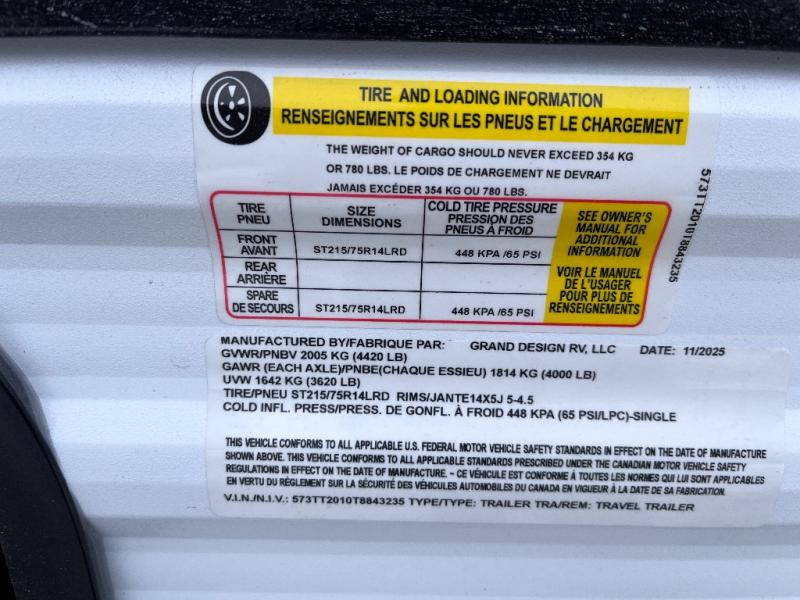 TIRE AND LOADING INFORMATION
RENSEIGNEMENTS SUR LES PNEUS ET LE CHARGEMENT
THE WEIGHT OF CARGO SHOULD NEVER EXCEED 354 KG
OR 780 LBS. LE POIDS DE CHARGEMENT NE DEVRAIT
JAMAIS EXCÉDER 354 KG OU 780 LBS.
TIRE
PNEU
SIZE
DIMENSIONS
COLD TIRE PRESSURE
PRESSION DES
PNEUS À FROID
SEE OWNER'S
MANUAL FOR
ADDITIONAL
INFORMATION
VOIR LE MANUEL
DE L'USAGER
POUR PLUS DE
RENSEIGNEMENTS
FRONT
AVANT
ST215/75R14LRD
448 KPA /65 PSI
REAR
ARRIÈRE
SPARE
DE SECOURS
ST215/75R14LRD
448 KPA /65 PSI
573TT2010T8843235
MANUFACTURED BY/FABRIQUE PAR: GRAND DESIGN RV, LLC DATE: 11/2025
GVWR/PNBV 2005 KG (4420 LB)
GAWR (EACH AXLE)/PNBE(CHAQUE ESSIEU) 1814 KG (4000 LB)
UVW 1642 KG (3620 LB)
TIRE/PNEU ST215/75R14LRD RIMS/JANTE14X5J 5-4.5
COLD INFL. PRESS/PRESS. DE GONFL. À FROID 448 KPA (65 PSI/LPC)-SINGLE
THIS VEHICLE CONFORMS TO ALL APPLICABLE U.S. FEDERAL MOTOR VEHICLE SAFETY STANDARDS IN EFFECT ON THE DATE OF MANUFACTURE
SHOWN ABOVE. THIS VEHICLE CONFORMS TO ALL APPLICABLE STANDARDS PRESCRIBED UNDER THE CANADIAN MOTOR VEHICLE SAFETY
REGULATIONS IN EFFECT ON THE DATE OF MANUFACTURE. – CE VÉHICULE EST CONFORME À TOUTES LES NORMES QUI LUI SONT APPLICABLES
EN VERTU DU RÈGLEMENT SUR LA SÉCURITÉ DES VÉHICULES AUTOMOBILES DU CANADA EN VIGUEUR À LA DATE DE SA FABRICATION.
V.I.N./N.I.V.: 573TT2010T8843235 TYPE/TYPE: TRAILER TRA/REM: TRAVEL TRAILER